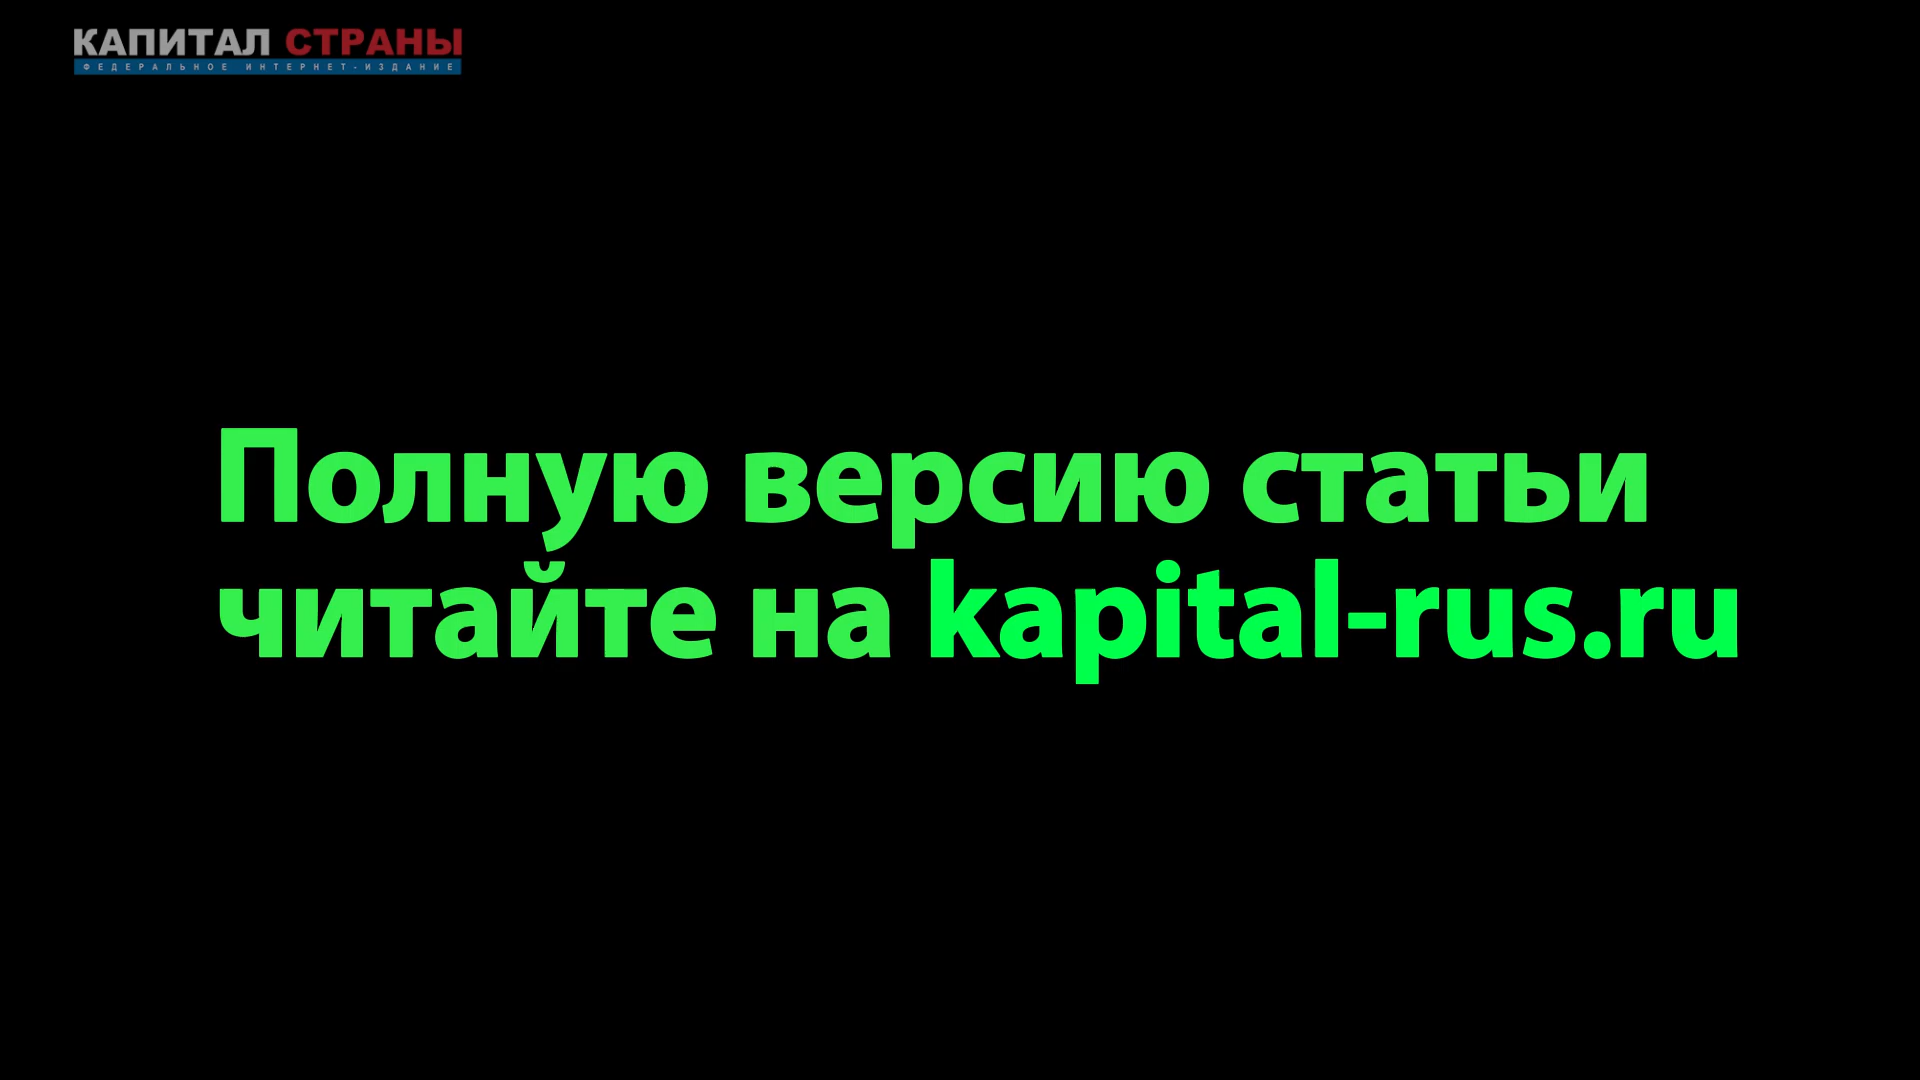 КАПИТАЛ СТРАНЫ
ФЕДЕРАЛЬНОЕ ИНТЕРНЕТ-ИЗДАНИЕ
Полную версию статьи
читайте на kapital-rus.ru